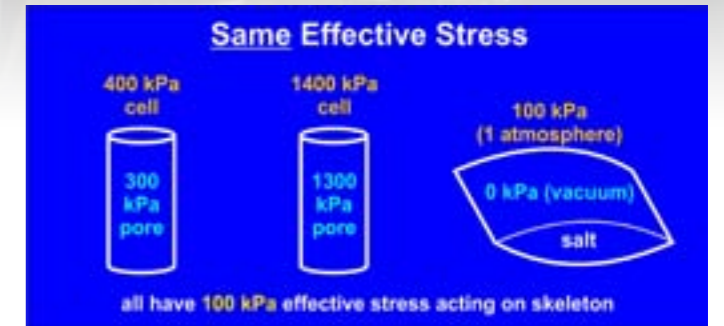 Same Effective Stress
400 kPa
cell
1400 kPa
cell
100 kPa
(1 atmosphere)
300
kPa
pore
1300
kPa
pore
0 kPa (vacuum)
salt
all have 100 kPa effective stress acting on skeleton